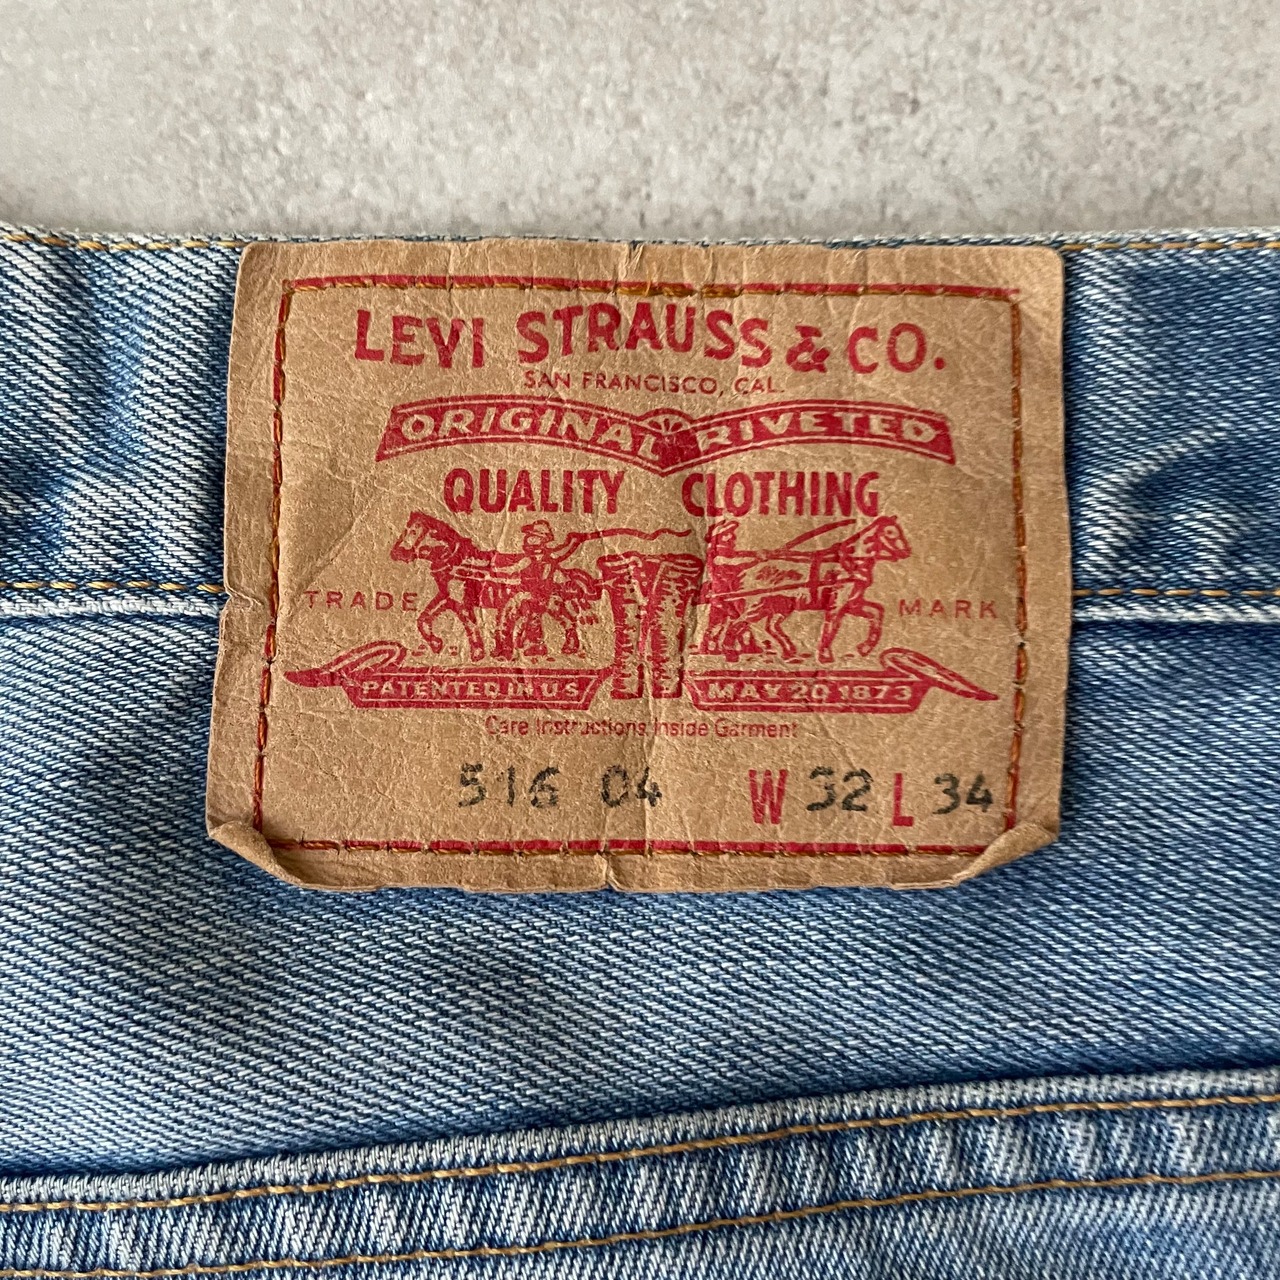 LEVI STRAUSS & CO.
SAN FRANCISCO, CAL.
ORIGINAL RIVETED
QUALITY CLOTHING
TRADE MARK
PATENTED IN U S MAY 20 1873
Care Instructions Inside Garment
516 04 W 32 L 34